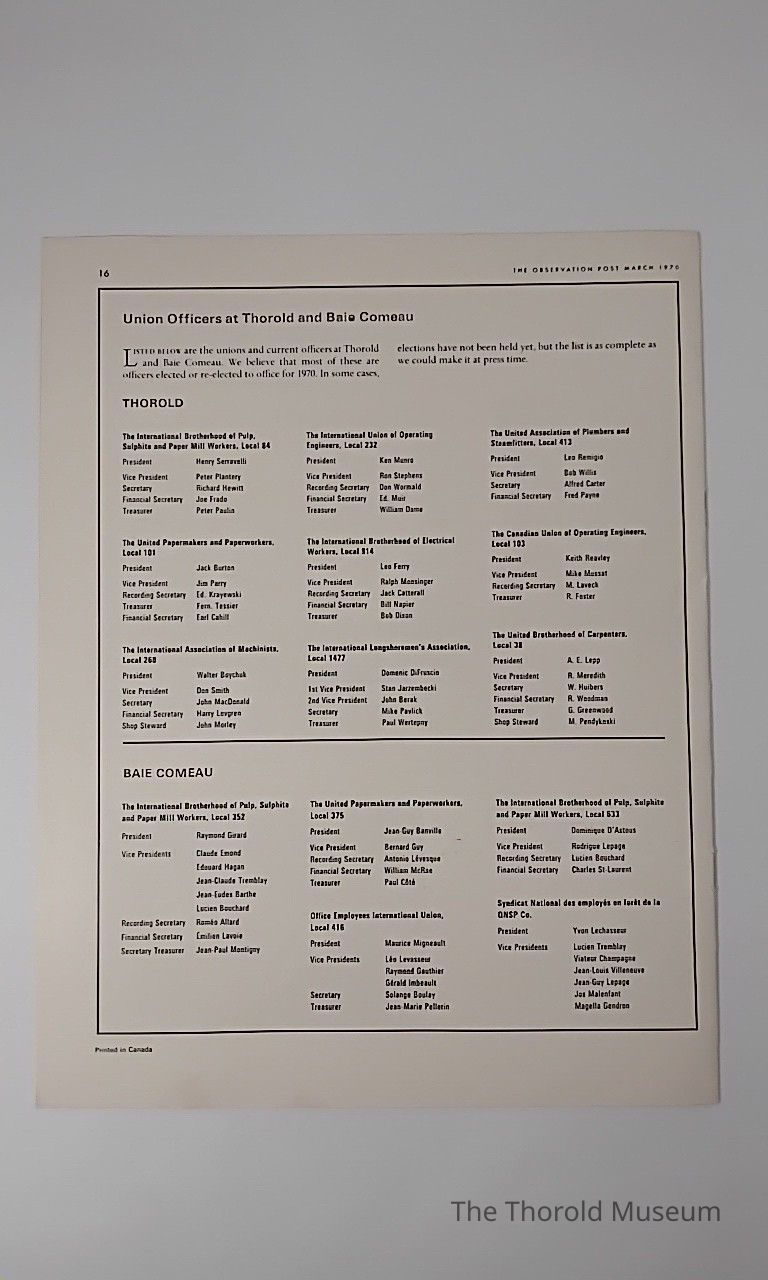 16
THE OBSERVATION POST MARCH 1970
Union Officers at Thorold and Baie Comeau
LISTED BELOW are the unions and current officers at Thorold
and Baie Comeau. We believe that most of these are
officers elected or re-elected to office for 1970. In some cases,
elections have not been held yet, but the list is as complete as
we could make it at press time.
THOROLD
The International Brotherhood of Pulp,
Sulphite and Paper Mill Workers, Local 84
President Henry Serravelli
Vice President Peter Plantery
Secretary Richard Hewitt
Financial Secretary Joe Frado
Treasurer Peter Paulin
The United Papermakers and Paperworkers,
Local 101
President Jack Burton
Vice President Jim Parry
Recording Secretary Ed. Krayewski
Treasurer Fern. Tessier
Financial Secretary Earl Cahill
The International Association of Machinists,
Local 268
President Walter Boychuk
Vice President Don Smith
Secretary John MacDonald
Financial Secretary Harry Lovgren
Shop Steward John Morley
The International Union of Operating
Engineers, Local 232
President Ken Munro
Vice President Ron Stephens
Recording Secretary Don Wormald
Financial Secretary Ed. Muir
Treasurer William Dame
The International Brotherhood of Electrical
Workers, Local 914
President Leo Ferry
Vice President Ralph Monsinger
Recording Secretary Jack Catterall
Financial Secretary Bill Napier
Treasurer Bob Dixon
The International Longshoremen's Association,
Local 1477
President Domenic DiFruscio
1st Vice President Stan Jarzembecki
2nd Vice President John Berak
Secretary Mike Pavlick
Treasurer Paul Wertepny
The United Association of Plumbers and
Steamfitters, Local 413
President Leo Remigio
Vice President Bob Willis
Secretary Alfred Carter
Financial Secretary Fred Payne
The Canadian Union of Operating Engineers,
Local 103
President Keith Reavley
Vice President Mike Mussat
Recording Secretary M. Laveck
Treasurer R. Foster
The United Brotherhood of Carpenters,
Local 38
President A. E. Lepp
Vice President R. Meredith
Secretary W. Huibers
Financial Secretary R. Woodman
Treasurer G. Greenwood
Shop Steward M. Pendykoski
BAIE COMEAU
The International Brotherhood of Pulp, Sulphite
and Paper Mill Workers, Local 352
President Raymond Girard
Vice Presidents Claude Emond
Edouard Hagan
Jean-Claude Tremblay
Jean-Eudes Barthe
Lucien Bouchard
Recording Secretary Roméo Allard
Financial Secretary Émilien Lavoie
Secretary Treasurer Jean-Paul Montigny
The United Papermakers and Paperworkers,
Local 375
President Jean-Guy Banville
Vice President Bernard Guy
Recording Secretary Antonio Lévesque
Financial Secretary William McRae
Treasurer Paul Côté
Office Employees International Union,
Local 416
President Maurice Migneault
Vice Presidents Léo Levasseur
Raymond Gauthier
Gérald Imbeault
Secretary Solange Boulay
Treasurer Jean-Marie Pelletin
The International Brotherhood of Pulp, Sulphite
and Paper Mill Workers, Local 633
President Dominique D'Astous
Vice President Rodrigue Lepage
Recording Secretary Lucien Bouchard
Financial Secretary Charles St-Laurent
Syndicat National des employés en forêt de la
QNSP Co.
President Yvon Lechasseur
Vice Presidents Lucien Tremblay
Viateur Champagne
Jean-Louis Villeneuve
Jean-Guy Lepage
Jos Malenfant
Magella Gendron
Printed in Canada
The Thorold Museum